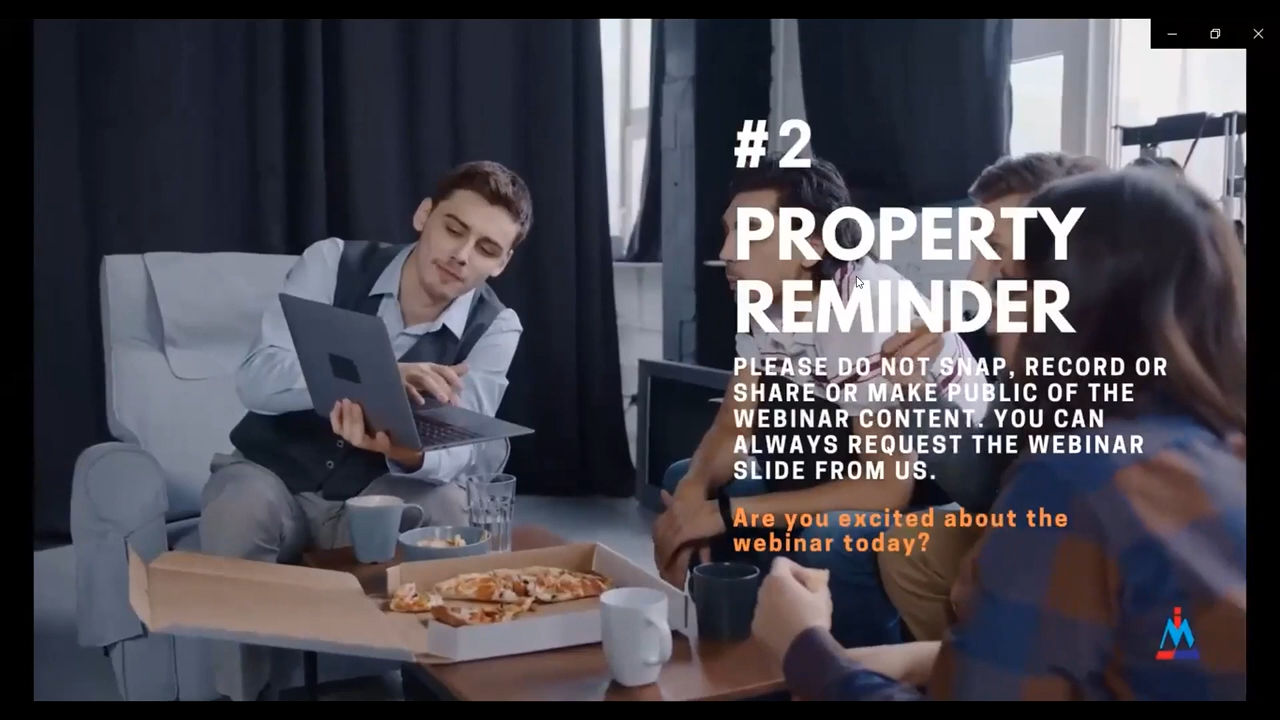 #2
PROPERTY
REMINDER
PLEASE DO NOT SNAP, RECORD OR
SHARE OR MAKE PUBLIC OF THE
WEBINAR CONTENT. YOU CAN
ALWAYS REQUEST THE WEBINAR
SLIDE FROM US.
Are you excited about the
webinar today?